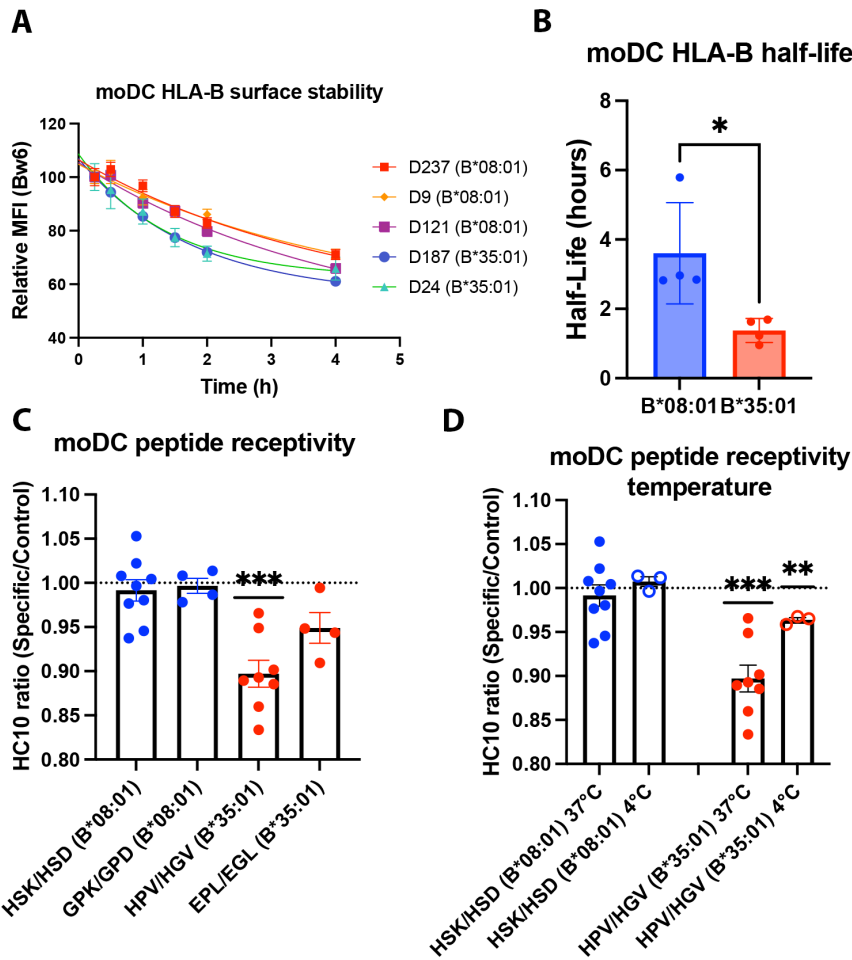 A
moDC HLA-B surface stability
Relative MFI (Bw6)
120
100
80
60
40
0
1
2
3
4
5
Time (h)
D237 (B*08:01)
D9 (B*08:01)
D121 (B*08:01)
D187 (B*35:01)
D24 (B*35:01)
B
moDC HLA-B half-life
Half-Life (hours)
8
6
4
2
0
*
B*08:01
B*35:01
C
moDC peptide receptivity
HC10 ratio (Specific/Control)
1.10
1.05
1.00
0.95
0.90
0.85
0.80
***
HSK/HSD (B*08:01)
GPK/GPD (B*08:01)
HPV/HGV (B*35:01)
EPL/EGL (B*35:01)
D
moDC peptide receptivity
temperature
HC10 ratio (Specific/Control)
1.10
1.05
1.00
0.95
0.90
0.85
0.80
***
**
HSK/HSD (B*08:01) 37°C
HSK/HSD (B*08:01) 4°C
HPV/HGV (B*35:01) 37°C
HPV/HGV (B*35:01) 4°C